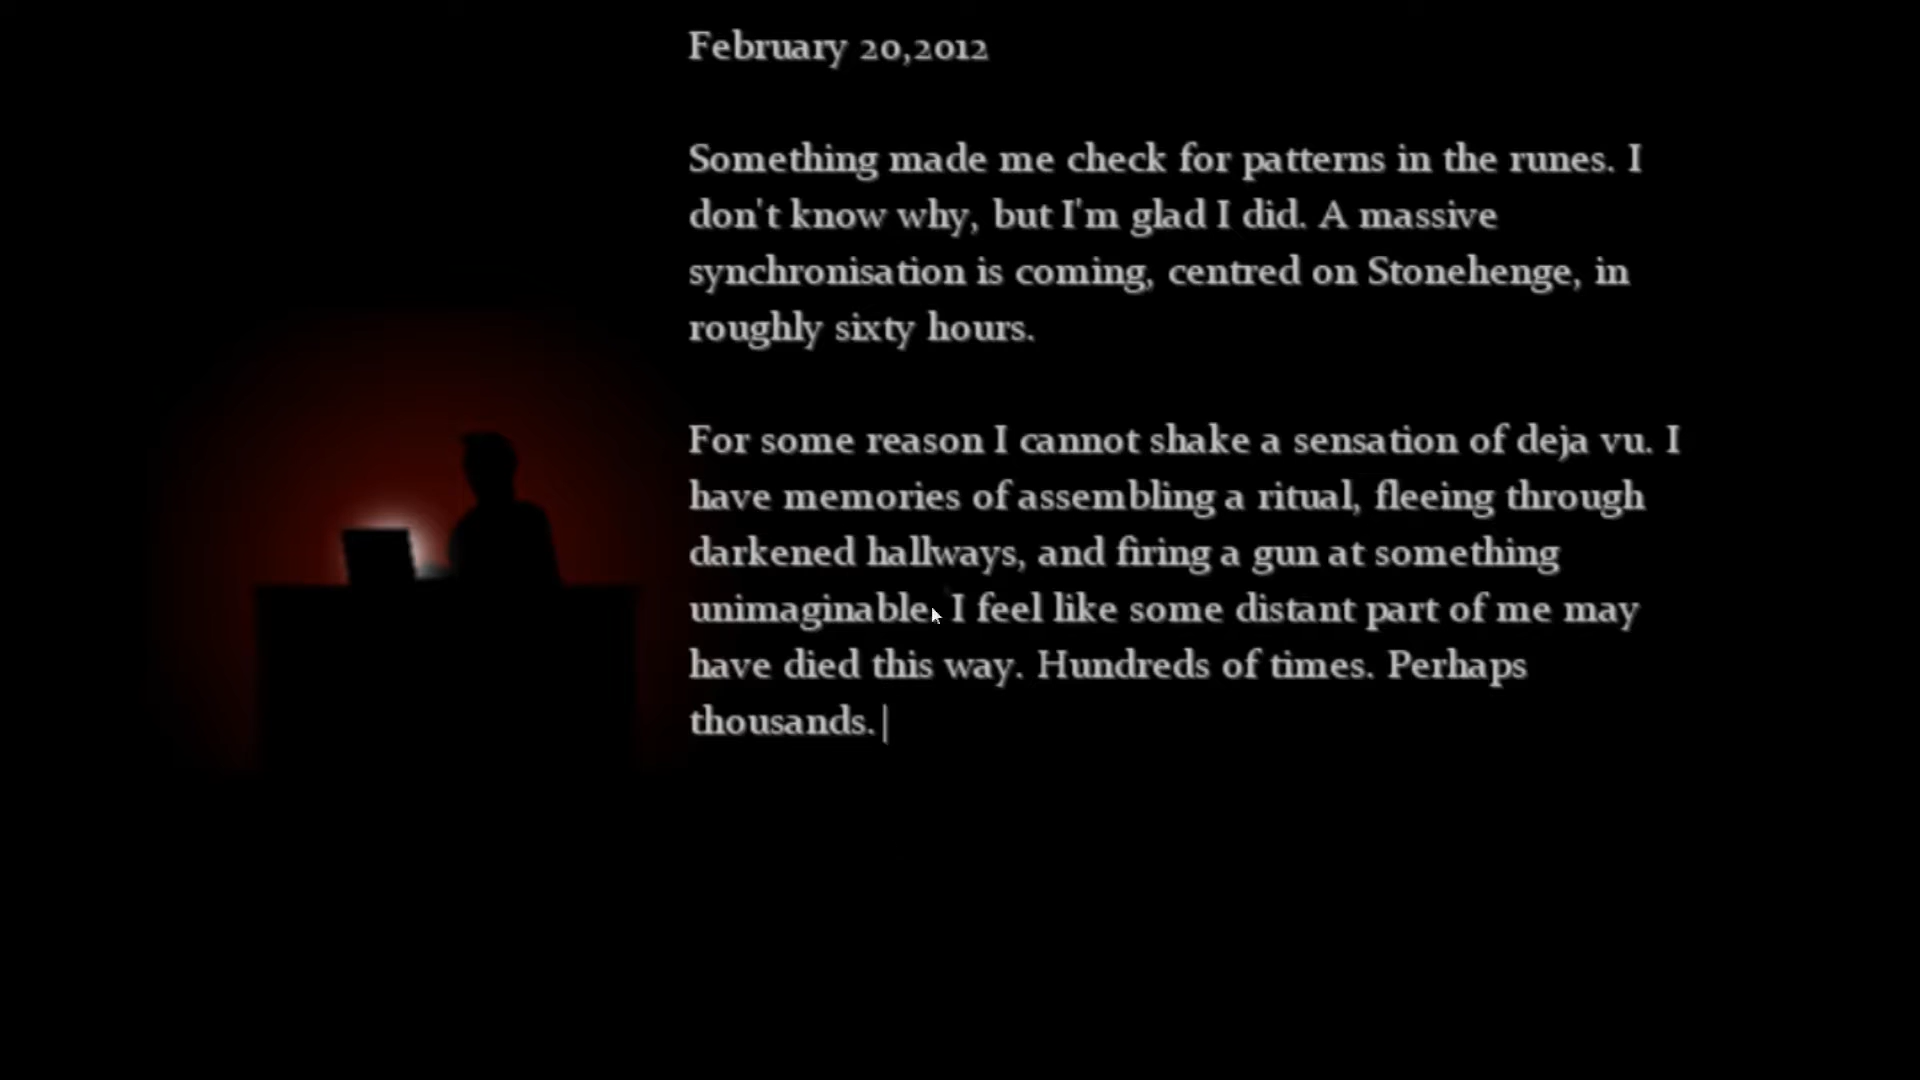 February 20,2012
Something made me check for patterns in the runes. I
don't know why, but I'm glad I did. A massive
synchronisation is coming, centred on Stonehenge, in
roughly sixty hours.
For some reason I cannot shake a sensation of deja vu. I
have memories of assembling a ritual, fleeing through
darkened hallways, and firing a gun at something
unimaginable. I feel like some distant part of me may
have died this way. Hundreds of times. Perhaps
thousands.|